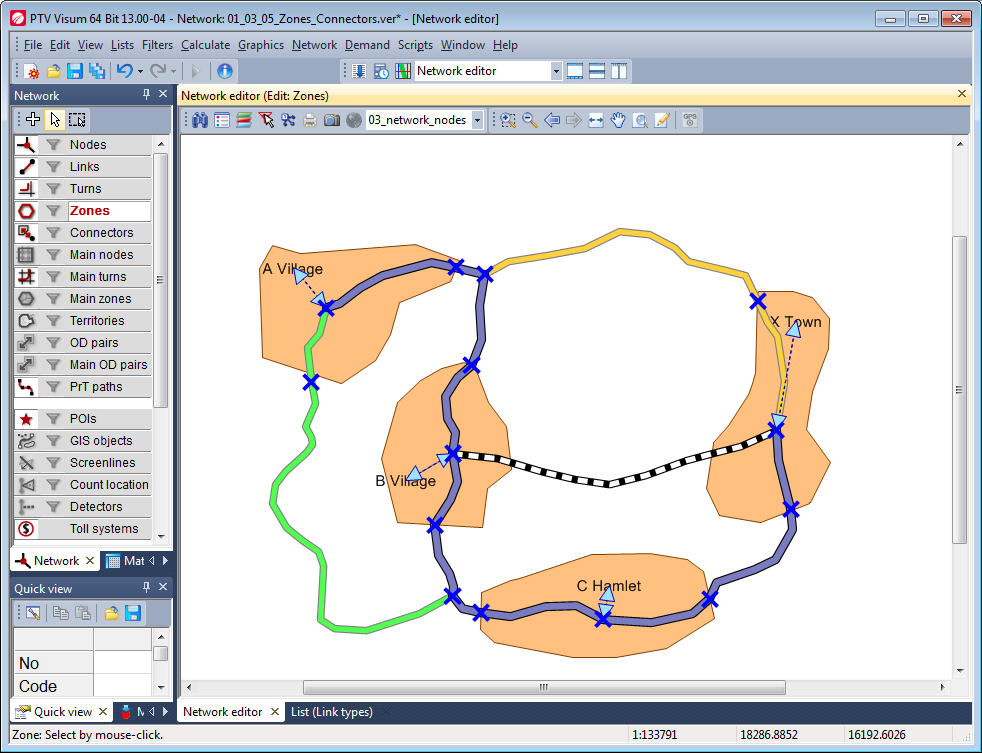 PTV Visum 64 Bit 13.00-04 - Network: 01_03_05_Zones_Connectors.ver* - [Network editor]
File Edit View Lists Filters Calculate Graphics Network Demand Scripts Window Help
Network editor
Network
Network editor (Edit: Zones)
03_network_nodes
GPS
Nodes
Links
Turns
Zones
Connectors
Main nodes
Main turns
Main zones
Territories
OD pairs
Main OD pairs
PrT paths
POIs
GIS objects
Screenlines
Count location
Detectors
Toll systems
Network
Mat
Quick view
No
Code
Quick view
M
A Village
X Town
B Village
C Hamlet
Network editor
List (Link types)
Zone: Select by mouse-click.
1:133791
18286.8852
16192.6026